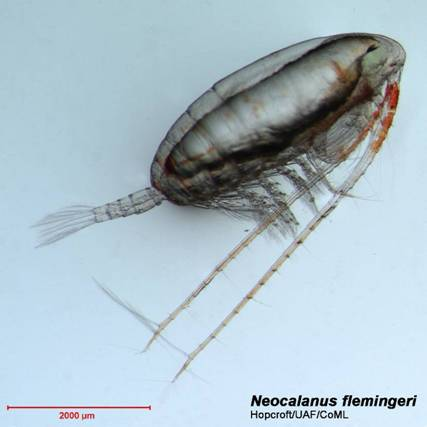 Neocalanus flemingeri
Hopcroft/UAF/CoML
2000 µm